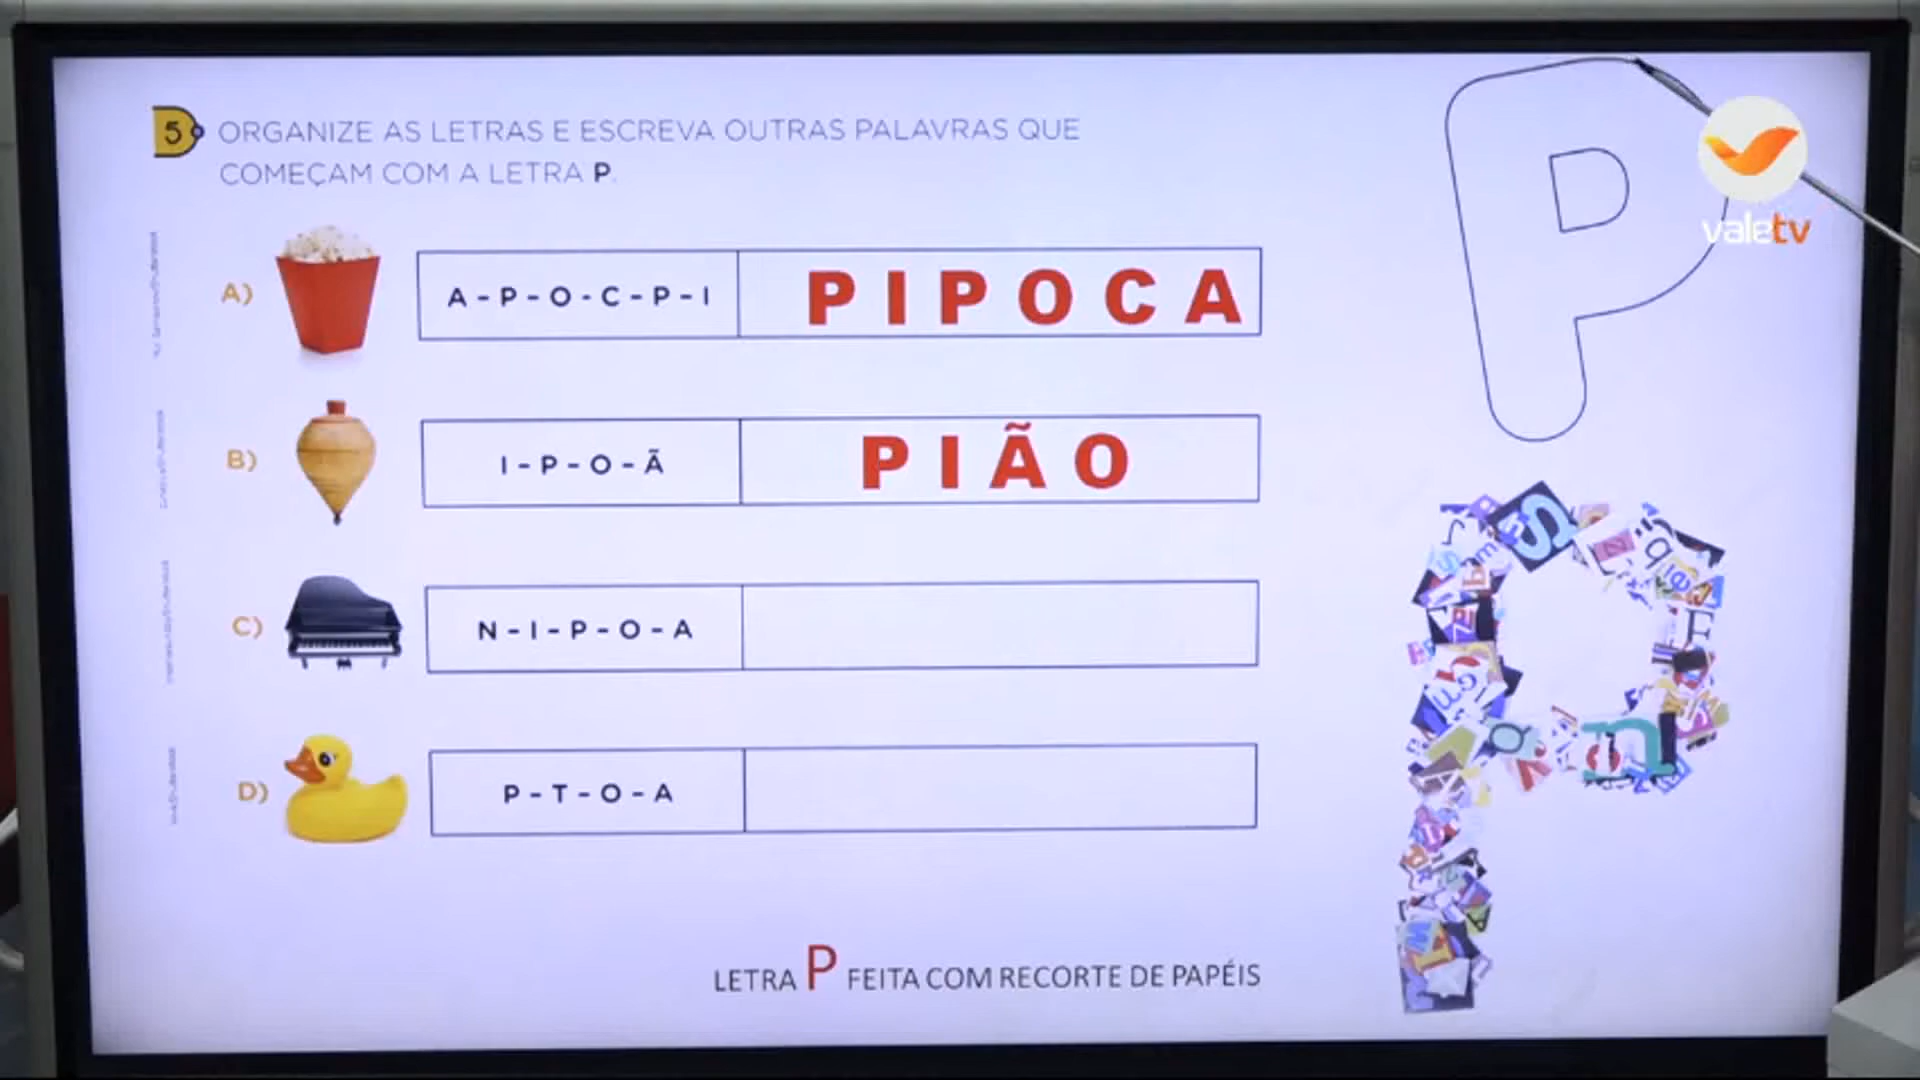 5 ORGANIZE AS LETRAS E ESCREVA OUTRAS PALAVRAS QUE
COMEÇAM COM A LETRA P.
A) A - P - O - C - P - I PIPOCA
B) I - P - O - Ã PIÃO
C) N - I - P - O - A
D) P - T - O - A
LETRA P FEITA COM RECORTE DE PAPÉIS
P
valetv